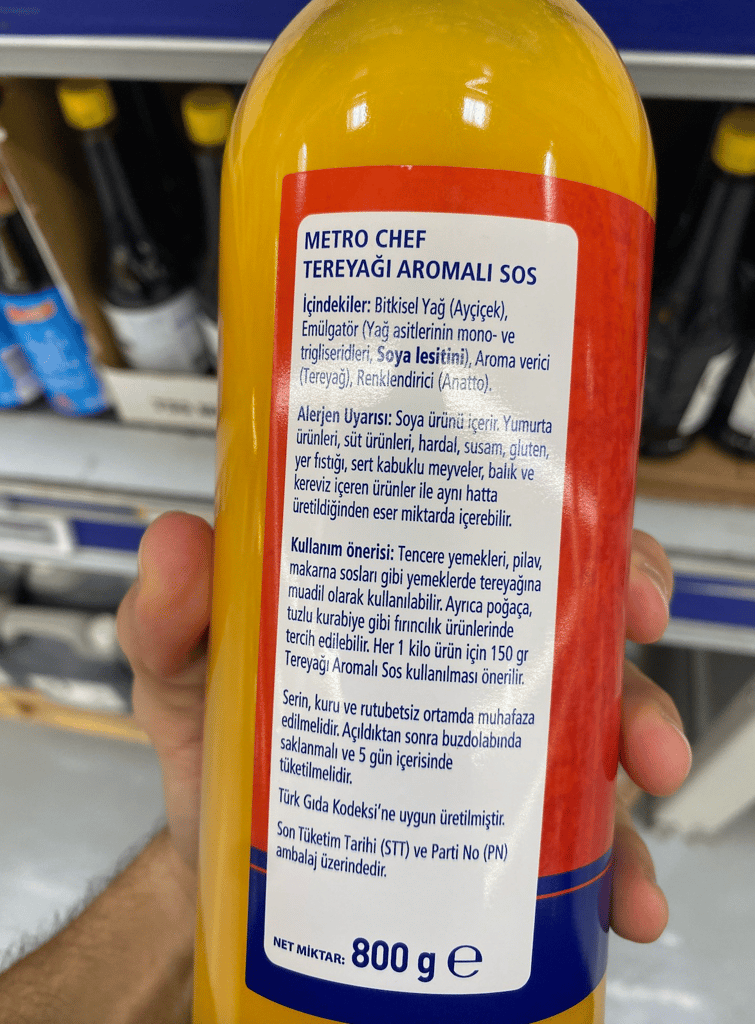 METRO CHEF
TEREYAĞI AROMALI SOS
İçindekiler: Bitkisel Yağ (Ayçiçek),
Emülgatör (Yağ asitlerinin mono- ve
trigliseridleri, Soya lesitini), Aroma verici
(Tereyağ), Renklendirici (Anatto).
Alerjen Uyarısı: Soya ürünü içerir. Yumurta
ürünleri, süt ürünleri, hardal, susam, gluten,
yer fıstığı, sert kabuklu meyveler, balık ve
kereviz içeren ürünler ile aynı hatta
üretildiğinden eser miktarda içerebilir.
Kullanım önerisi: Tencere yemekleri, pilav,
makarna sosları gibi yemeklerde tereyağına
muadil olarak kullanılabilir. Ayrıca poğaça,
tuzlu kurabiye gibi fırıncılık ürünlerinde
tercih edilebilir. Her 1 kilo ürün için 150 gr
Tereyağı Aromalı Sos kullanılması önerilir.
Serin, kuru ve rutubetsiz ortamda muhafaza
edilmelidir. Açıldıktan sonra buzdolabında
saklanmalı ve 5 gün içerisinde
tüketilmelidir.
Türk Gıda Kodeksi'ne uygun üretilmiştir.
Son Tüketim Tarihi (STT) ve Parti No (PN)
ambalaj üzerindedir.
NET MİKTAR: 800 g ℮